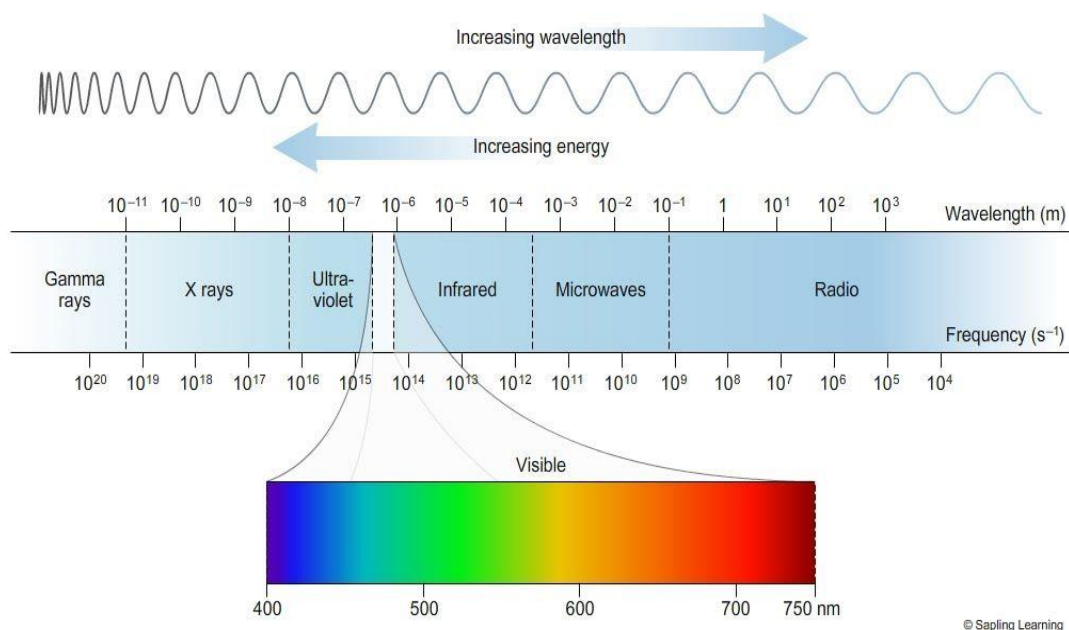 Increasing wavelength
Increasing energy
10⁻¹¹ 10⁻¹⁰ 10⁻⁹ 10⁻⁸ 10⁻⁷ 10⁻⁶ 10⁻⁵ 10⁻⁴ 10⁻³ 10⁻² 10⁻¹ 1 10¹ 10² 10³ Wavelength (m)
Gamma rays X rays Ultra-violet Infrared Microwaves Radio
Frequency (s⁻¹)
10²⁰ 10¹⁹ 10¹⁸ 10¹⁷ 10¹⁶ 10¹⁵ 10¹⁴ 10¹³ 10¹² 10¹¹ 10¹⁰ 10⁹ 10⁸ 10⁷ 10⁶ 10⁵ 10⁴
Visible
400 500 600 700 750 nm
© Sapling Learning